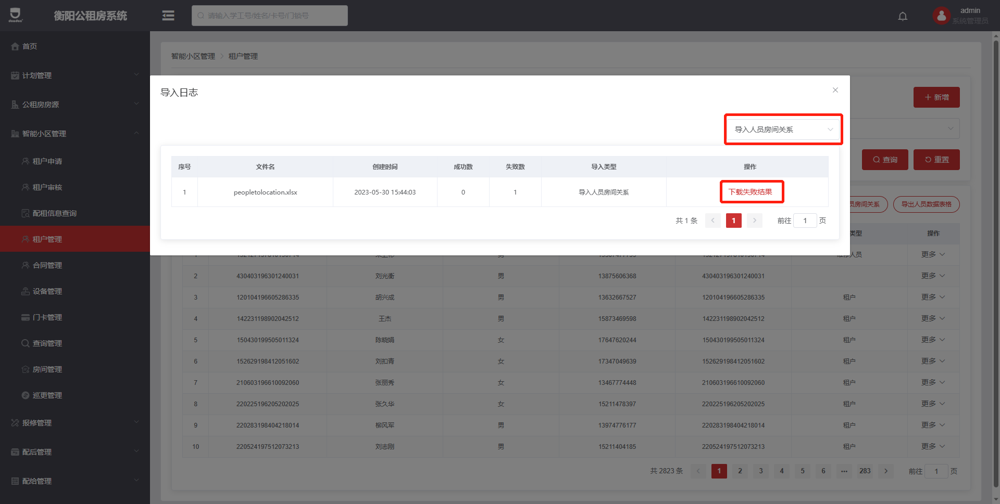 衡阳公租房系统
请输入学工号/姓名/卡号/门锁号
admin
系统管理员
首页
计划管理
公租房房源
智能小区管理
租户申请
租户审核
配租信息查询
租户管理
合同管理
设备管理
门卡管理
查询管理
房间管理
巡更管理
报修管理
配后管理
配给管理
智能小区管理 > 租户管理
+ 新增
查询 重置
员房间关系 导出人员数据表格
导入日志
导入人员房间关系
序号 文件名 创建时间 成功数 失败数 导入类型 操作
1 peopletolocation.xlsx 2023-05-30 15:44:03 0 1 导入人员房间关系 下载失败结果
共 1 条 1 前往 1 页
类型 操作
更多
2 430403196301240031 刘光衡 男 13875606368 430403196301240031 更多
3 120104196605286335 胡兴成 男 13632667527 120104196605286335 租户 更多
4 142231198902042512 王杰 男 15873469598 142231198902042512 租户 更多
5 150430199505011324 陈晓娟 女 17647620244 150430199505011324 租户 更多
6 152629198412051602 刘扣青 女 17347049639 152629198412051602 租户 更多
7 210603196610092060 张丽秀 女 13467774448 210603196610092060 租户 更多
8 220225196205202025 张久华 女 15211478397 220225196205202025 租户 更多
9 220283198404218014 柳风军 男 13974776177 220283198404218014 租户 更多
10 220524197512073213 刘志刚 男 15211404185 220524197512073213 租户 更多
共 2823 条 1 2 3 4 5 6 ... 283 前往 1 页